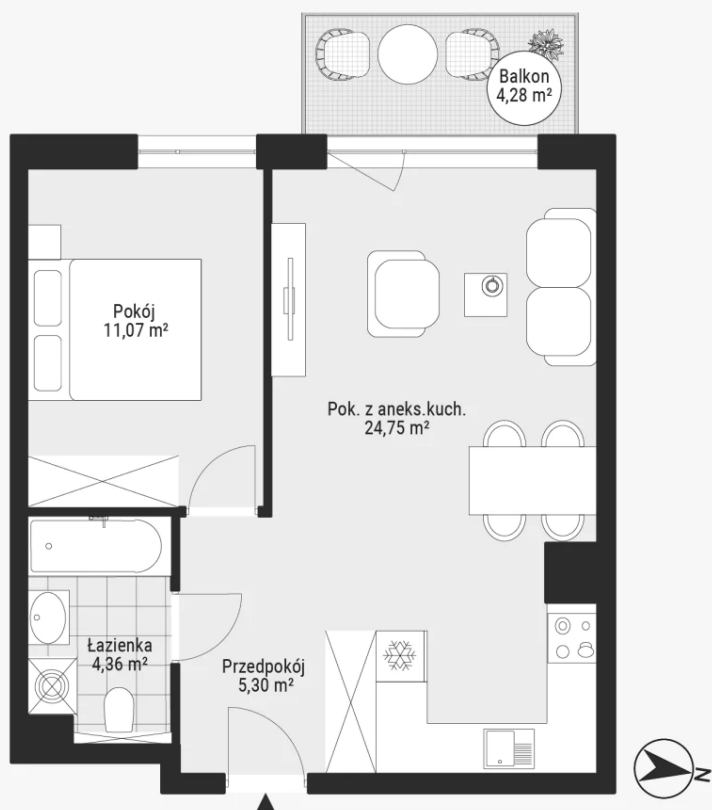 Balkon
4,28 m²
Pokój
11,07 m²
Pok. z aneks.kuch.
24,75 m²
Łazienka
4,36 m²
Przedpokój
5,30 m²
N